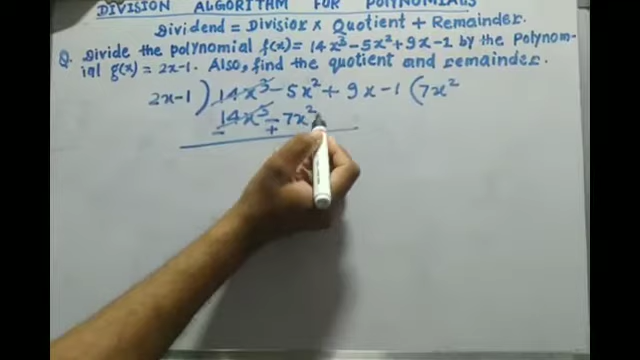 DIVISION ALGORITHM FOR POLYNOMIALS
Dividend = Divisior × Quotient + Remainder.
Q. Divide the polynomial f(x) = 14x³ - 5x² + 9x - 1 by the Polynom-
ial g(x) = 2x-1. Also, find the quotient and remainder.
2x-1 ) 14x³ - 5x² + 9x - 1 ( 7x²
14x³ - 7x²
- +